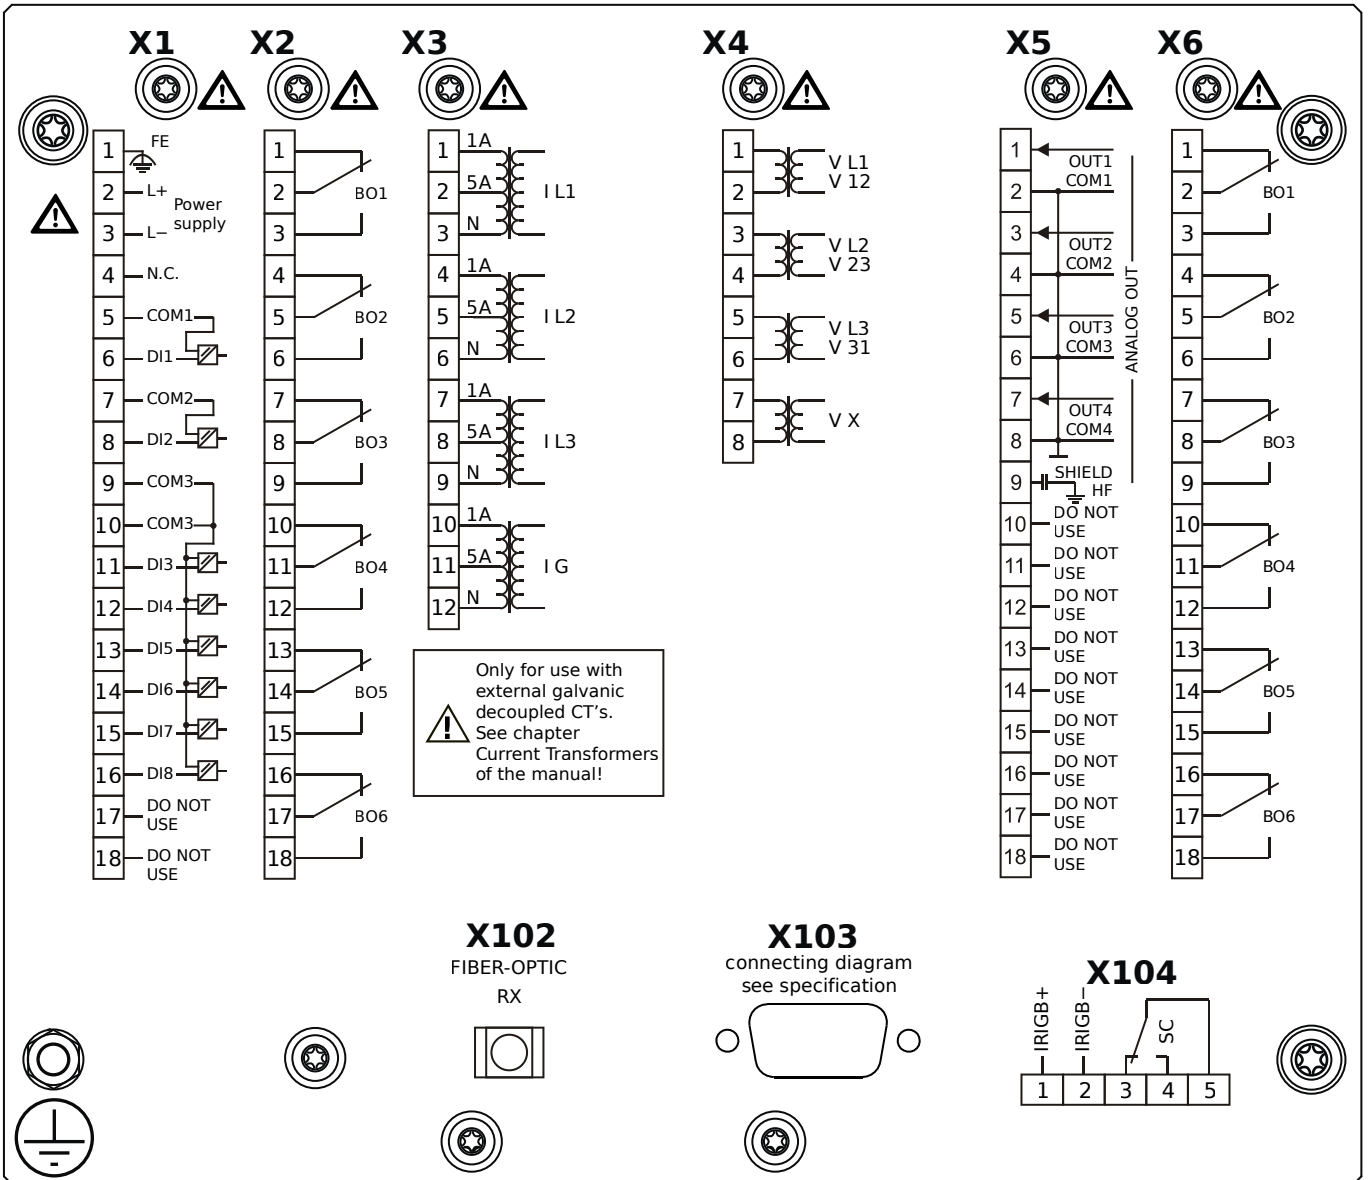 X1
1
FE
2
L+
Power
supply
3
L−
4
N.C.
5
COM1
6
DI1
7
COM2
8
DI2
9
COM3
10
COM3
11
DI3
12
DI4
13
DI5
14
DI6
15
DI7
16
DI8
17
DO NOT
USE
18
DO NOT
USE
X2
1
2
BO1
3
4
5
BO2
6
7
8
BO3
9
10
11
BO4
12
13
14
BO5
15
16
17
BO6
18
X3
1
1A
2
5A
I L1
3
N
4
1A
5
5A
I L2
6
N
7
1A
8
5A
I L3
9
N
10
1A
11
5A
I G
12
N
Only for use with
external galvanic
decoupled CT's.
See chapter
Current Transformers
of the manual!
X4
1
V L1
2
V 12
3
V L2
4
V 23
5
V L3
6
V 31
7
V X
8
X5
1
OUT1
2
COM1
3
OUT2
4
COM2
5
OUT3
6
COM3
7
OUT4
8
COM4
ANALOG OUT
9
SHIELD
HF
10
DO NOT
USE
11
DO NOT
USE
12
DO NOT
USE
13
DO NOT
USE
14
DO NOT
USE
15
DO NOT
USE
16
DO NOT
USE
17
DO NOT
USE
18
DO NOT
USE
X6
1
2
BO1
3
4
5
BO2
6
7
8
BO3
9
10
11
BO4
12
13
14
BO5
15
16
17
BO6
18
X102
FIBER-OPTIC
RX
X103
connecting diagram
see specification
X104
IRIGB+
IRIGB−
SC
1 2 3 4 5